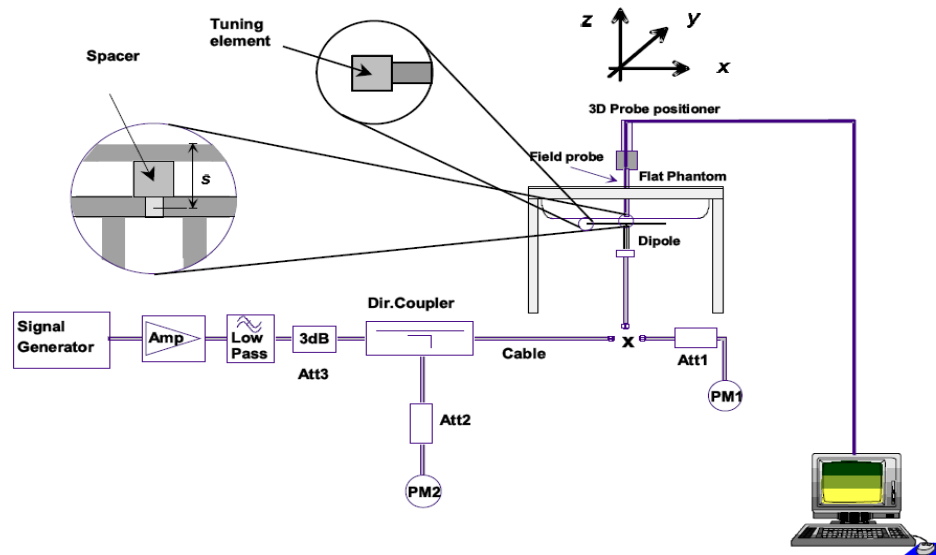 Tuning
element
Spacer
s
z
y
x
3D Probe positioner
Field probe
Flat Phantom
Dipole
Signal
Generator
Amp
Low
Pass
3dB
Att3
Dir.Coupler
Cable
x
Att1
PM1
Att2
PM2